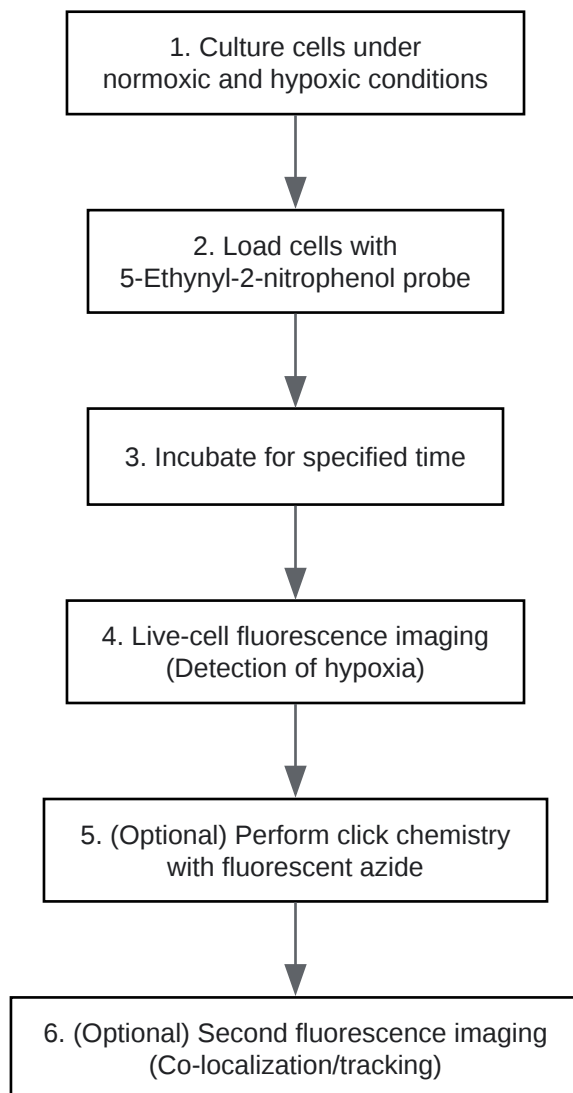 1. Culture cells under
normoxic and hypoxic conditions
2. Load cells with
5-Ethynyl-2-nitrophenol probe
3. Incubate for specified time
4. Live-cell fluorescence imaging
(Detection of hypoxia)
5. (Optional) Perform click chemistry
with fluorescent azide
6. (Optional) Second fluorescence imaging
(Co-localization/tracking)